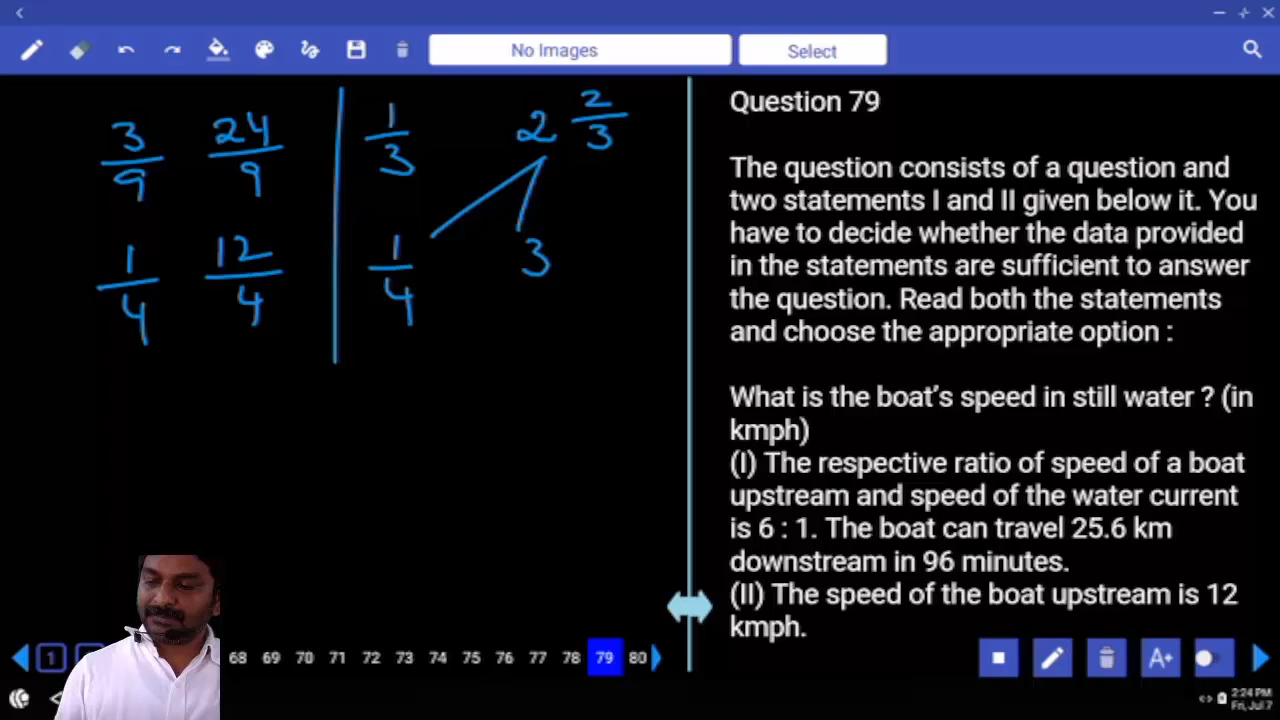 No Images
Select
3/9 24/9 1/3 2 2/3
1/4 12/4 1/4 3
Question 79
The question consists of a question and
two statements I and II given below it. You
have to decide whether the data provided
in the statements are sufficient to answer
the question. Read both the statements
and choose the appropriate option :
What is the boat’s speed in still water ? (in
kmph)
(I) The respective ratio of speed of a boat
upstream and speed of the water current
is 6 : 1. The boat can travel 25.6 km
downstream in 96 minutes.
(II) The speed of the boat upstream is 12
kmph.
1 68 69 70 71 72 73 74 75 76 77 78 79 80
A+
2:24 PM
Fri, Jul 7